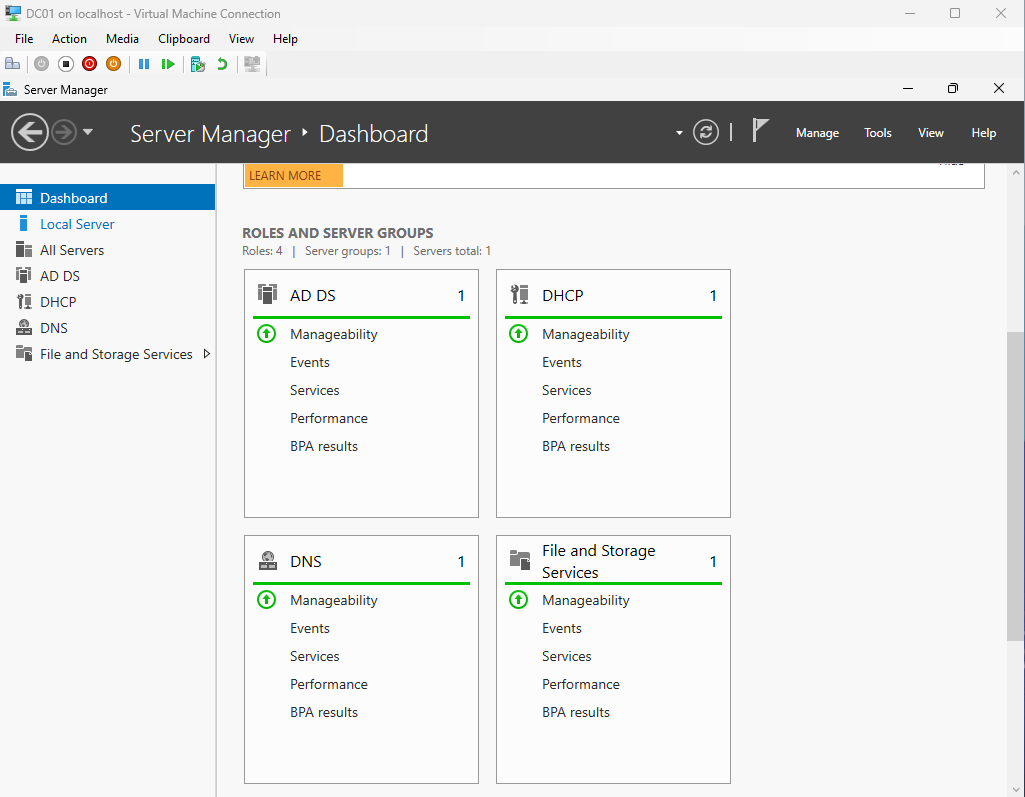 DC01 on localhost - Virtual Machine Connection
File Action Media Clipboard View Help
Server Manager
Server Manager Dashboard
Manage Tools View Help
Dashboard
Local Server
All Servers
AD DS
DHCP
DNS
File and Storage Services
LEARN MORE
ROLES AND SERVER GROUPS
Roles: 4 | Server groups: 1 | Servers total: 1
AD DS 1
Manageability
Events
Services
Performance
BPA results
DHCP 1
Manageability
Events
Services
Performance
BPA results
DNS 1
Manageability
Events
Services
Performance
BPA results
File and Storage
Services 1
Manageability
Events
Services
Performance
BPA results